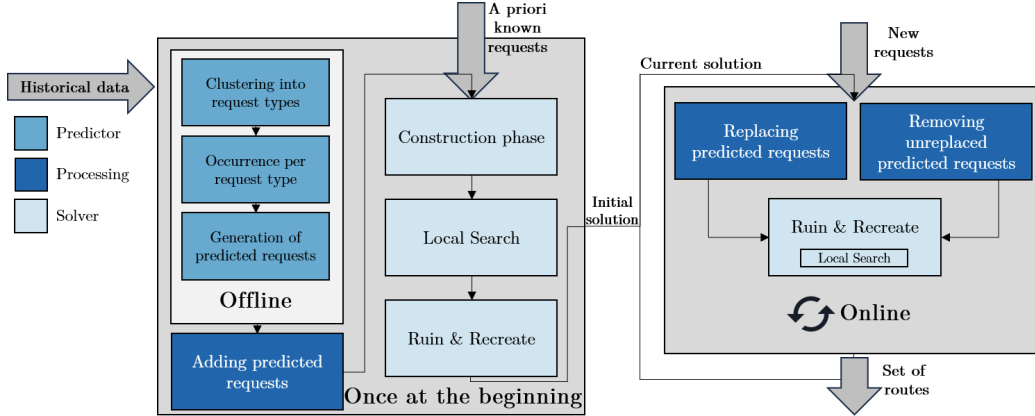 Historical data
Predictor
Processing
Solver
Clustering into
request types
Occurrence per
request type
Generation of
predicted requests
Offline
Adding predicted
requests
A priori
known
requests
Construction phase
Local Search
Ruin & Recreate
Once at the beginning
Initial
solution
Current solution
New
requests
Replacing
predicted requests
Removing
unreplaced
predicted requests
Ruin & Recreate
Local Search
Online
Set of
routes